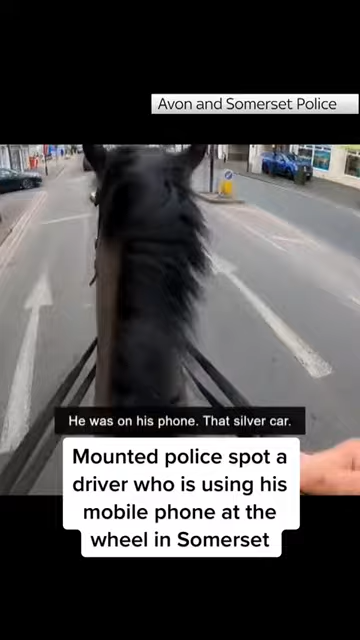 Avon and Somerset Police
He was on his phone. That silver car.
Mounted police spot a
driver who is using his
mobile phone at the
wheel in Somerset